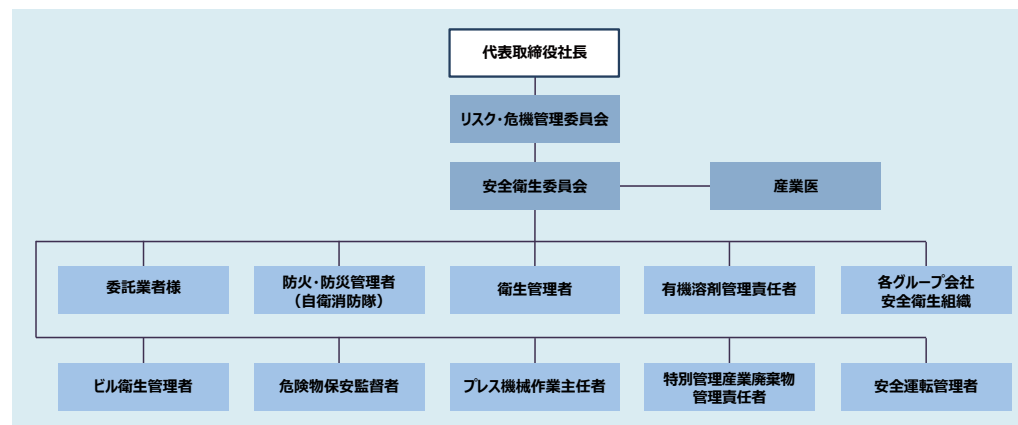 代表取締役社長
リスク・危機管理委員会
安全衛生委員会
産業医
委託業者様
防火・防災管理者
（自衛消防隊）
衛生管理者
有機溶剤管理責任者
各グループ会社
安全衛生組織
ビル衛生管理者
危険物保安監督者
プレス機械作業主任者
特別管理産業廃棄物
管理責任者
安全運転管理者